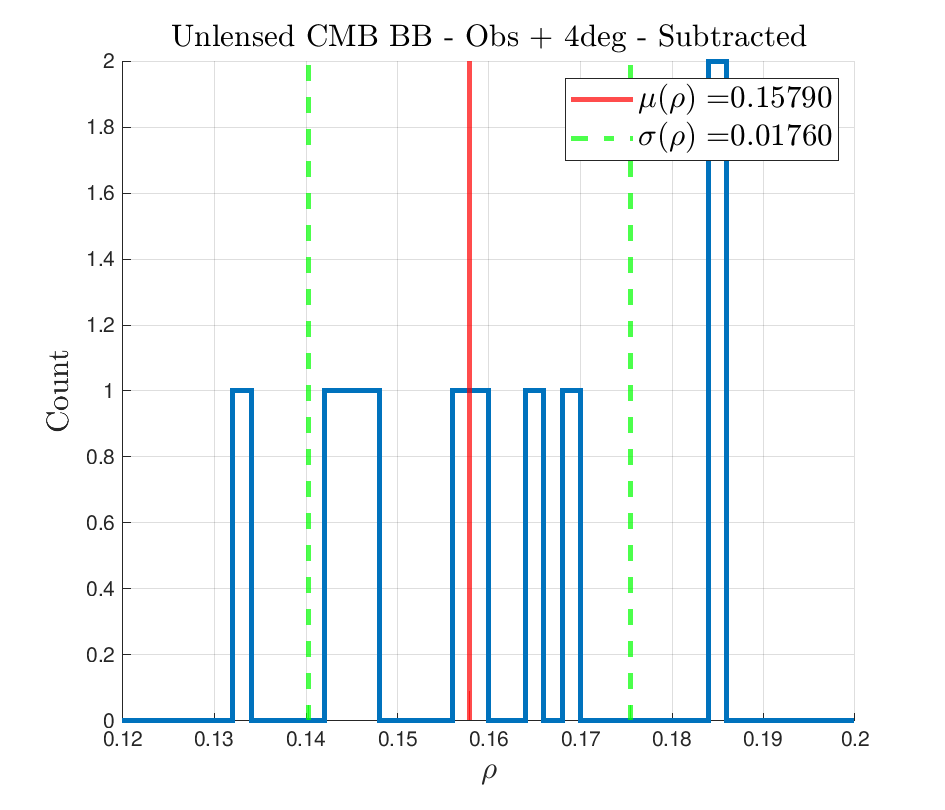 Unlensed CMB BB - Obs + 4deg - Subtracted
μ(ρ) =0.15790
σ(ρ) =0.01760
2
1.8
1.6
1.4
1.2
1
0.8
0.6
0.4
0.2
0
Count
0.12 0.13 0.14 0.15 0.16 0.17 0.18 0.19 0.2
ρ